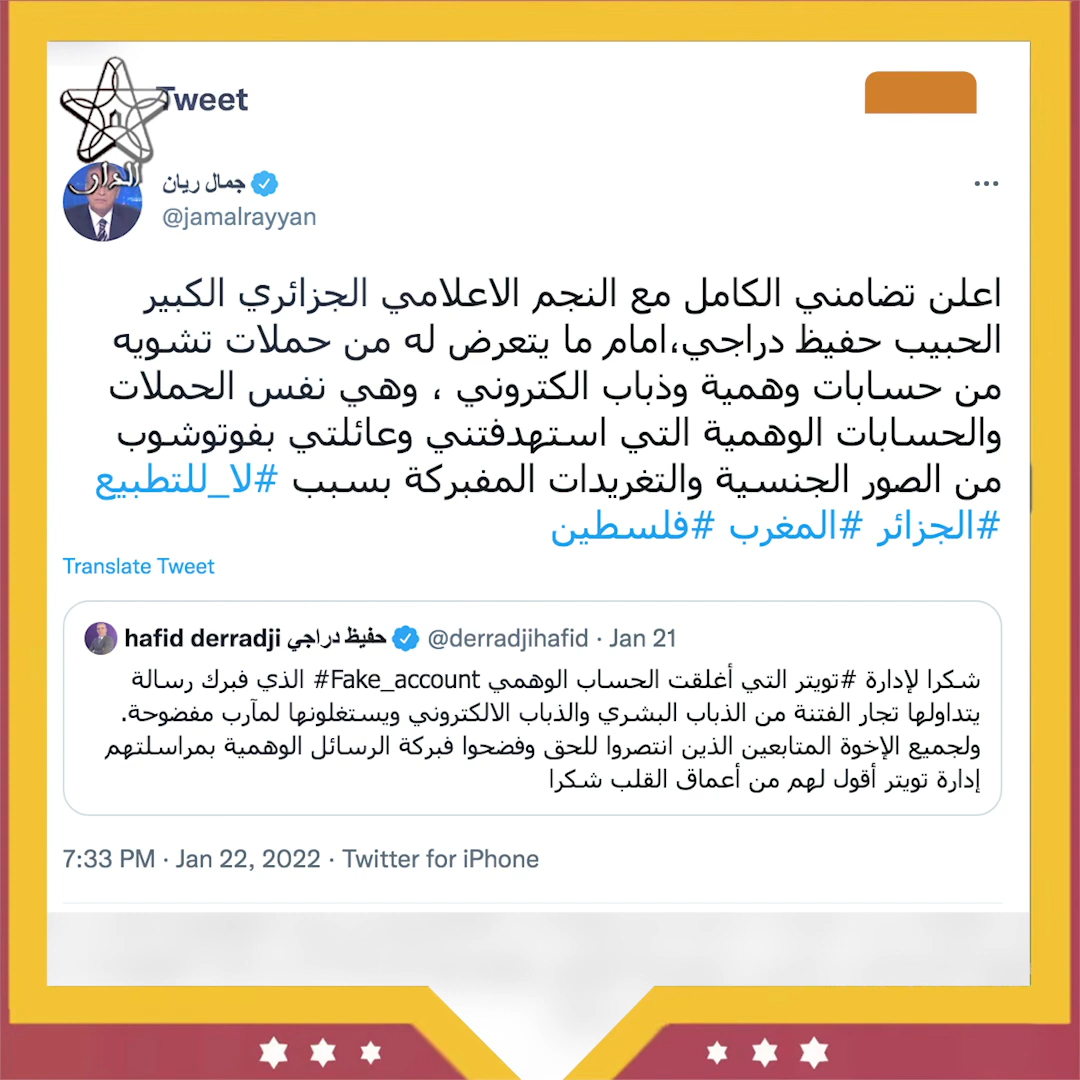 Tweet
الدار
جمال ريان
@jamalrayyan
اعلن تضامني الكامل مع النجم الاعلامي الجزائري الكبير
الحبيب حفيظ دراجي،امام ما يتعرض له من حملات تشويه
من حسابات وهمية وذباب الكتروني ، وهي نفس الحملات
والحسابات الوهمية التي استهدفتني وعائلتي بفوتوشوب
من الصور الجنسية والتغريدات المفبركة بسبب #لا_للتطبيع
#الجزائر #المغرب #فلسطين
Translate Tweet
hafid derradji حفيظ دراجي @derradjihafid · Jan 21
شكرا لإدارة #تويتر التي أغلقت الحساب الوهمي Fake_account# الذي فبرك رسالة
يتداولها تجار الفتنة من الذباب البشري والذباب الالكتروني ويستغلونها لمآرب مفضوحة.
ولجميع الإخوة المتابعين الذين انتصروا للحق وفضحوا فبركة الرسائل الوهمية بمراسلتهم
إدارة تويتر أقول لهم من أعماق القلب شكرا
7:33 PM · Jan 22, 2022 · Twitter for iPhone